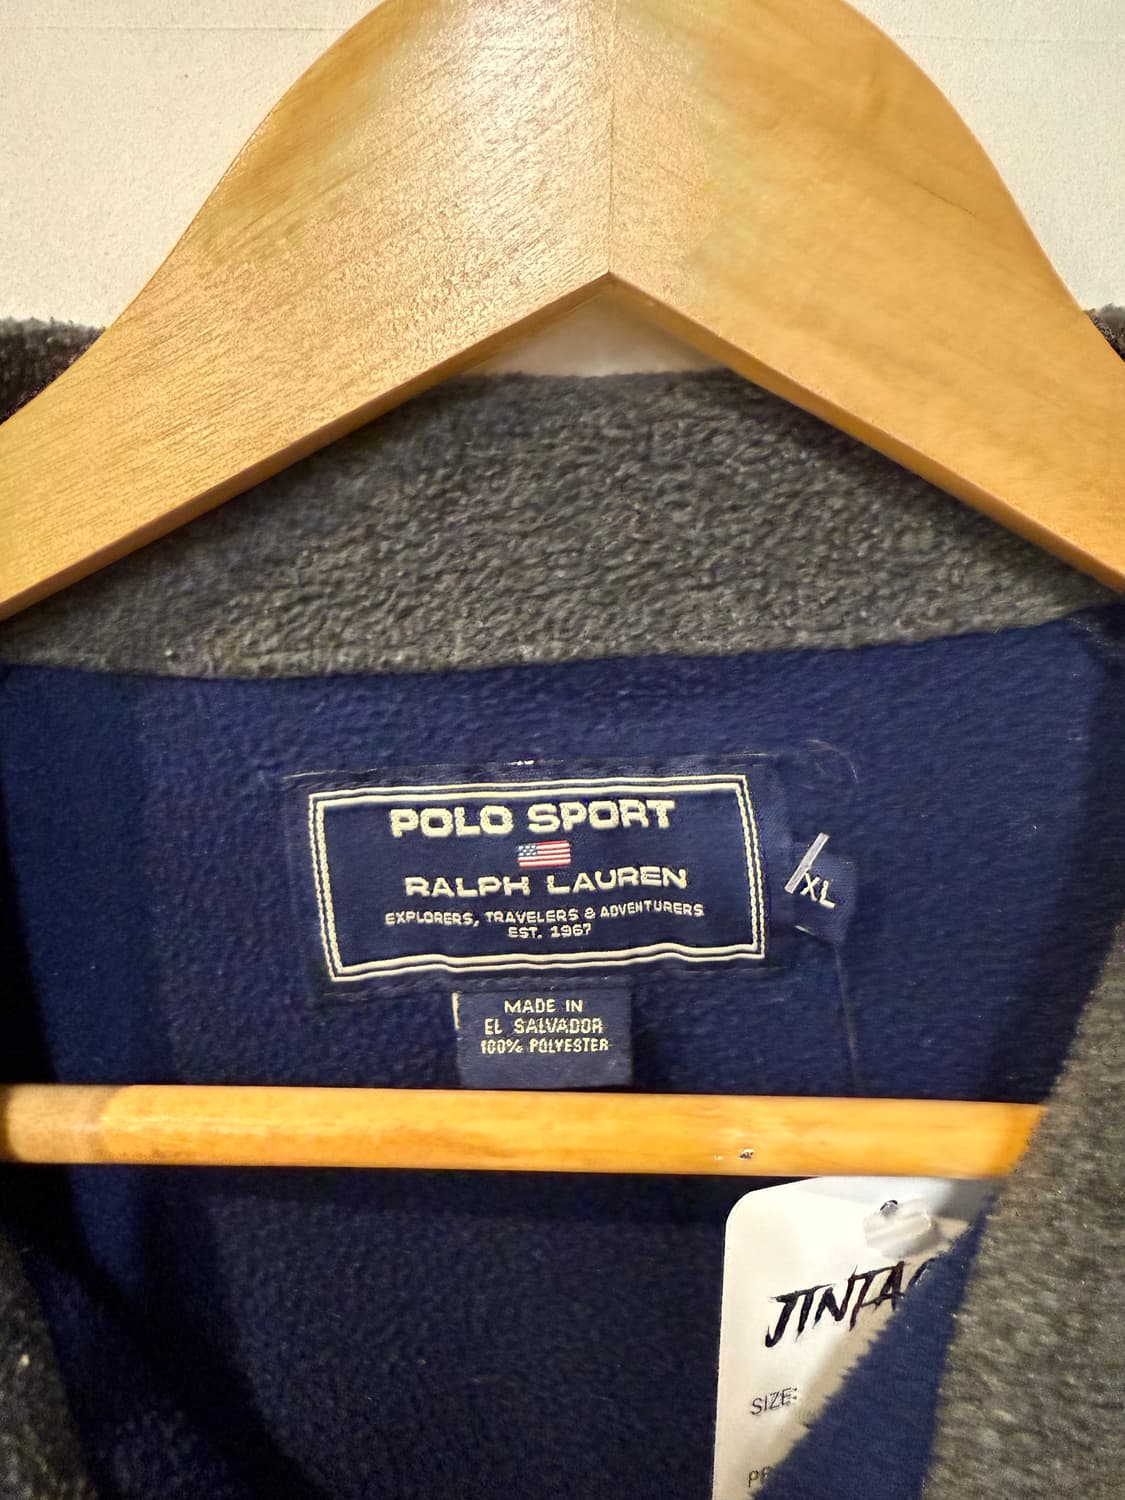 POLO SPORT
RALPH LAUREN
EXPLORERS, TRAVELERS & ADVENTURERS
EST. 1967
XL
MADE IN
EL SALVADOR
100% POLYESTER
SIZE: